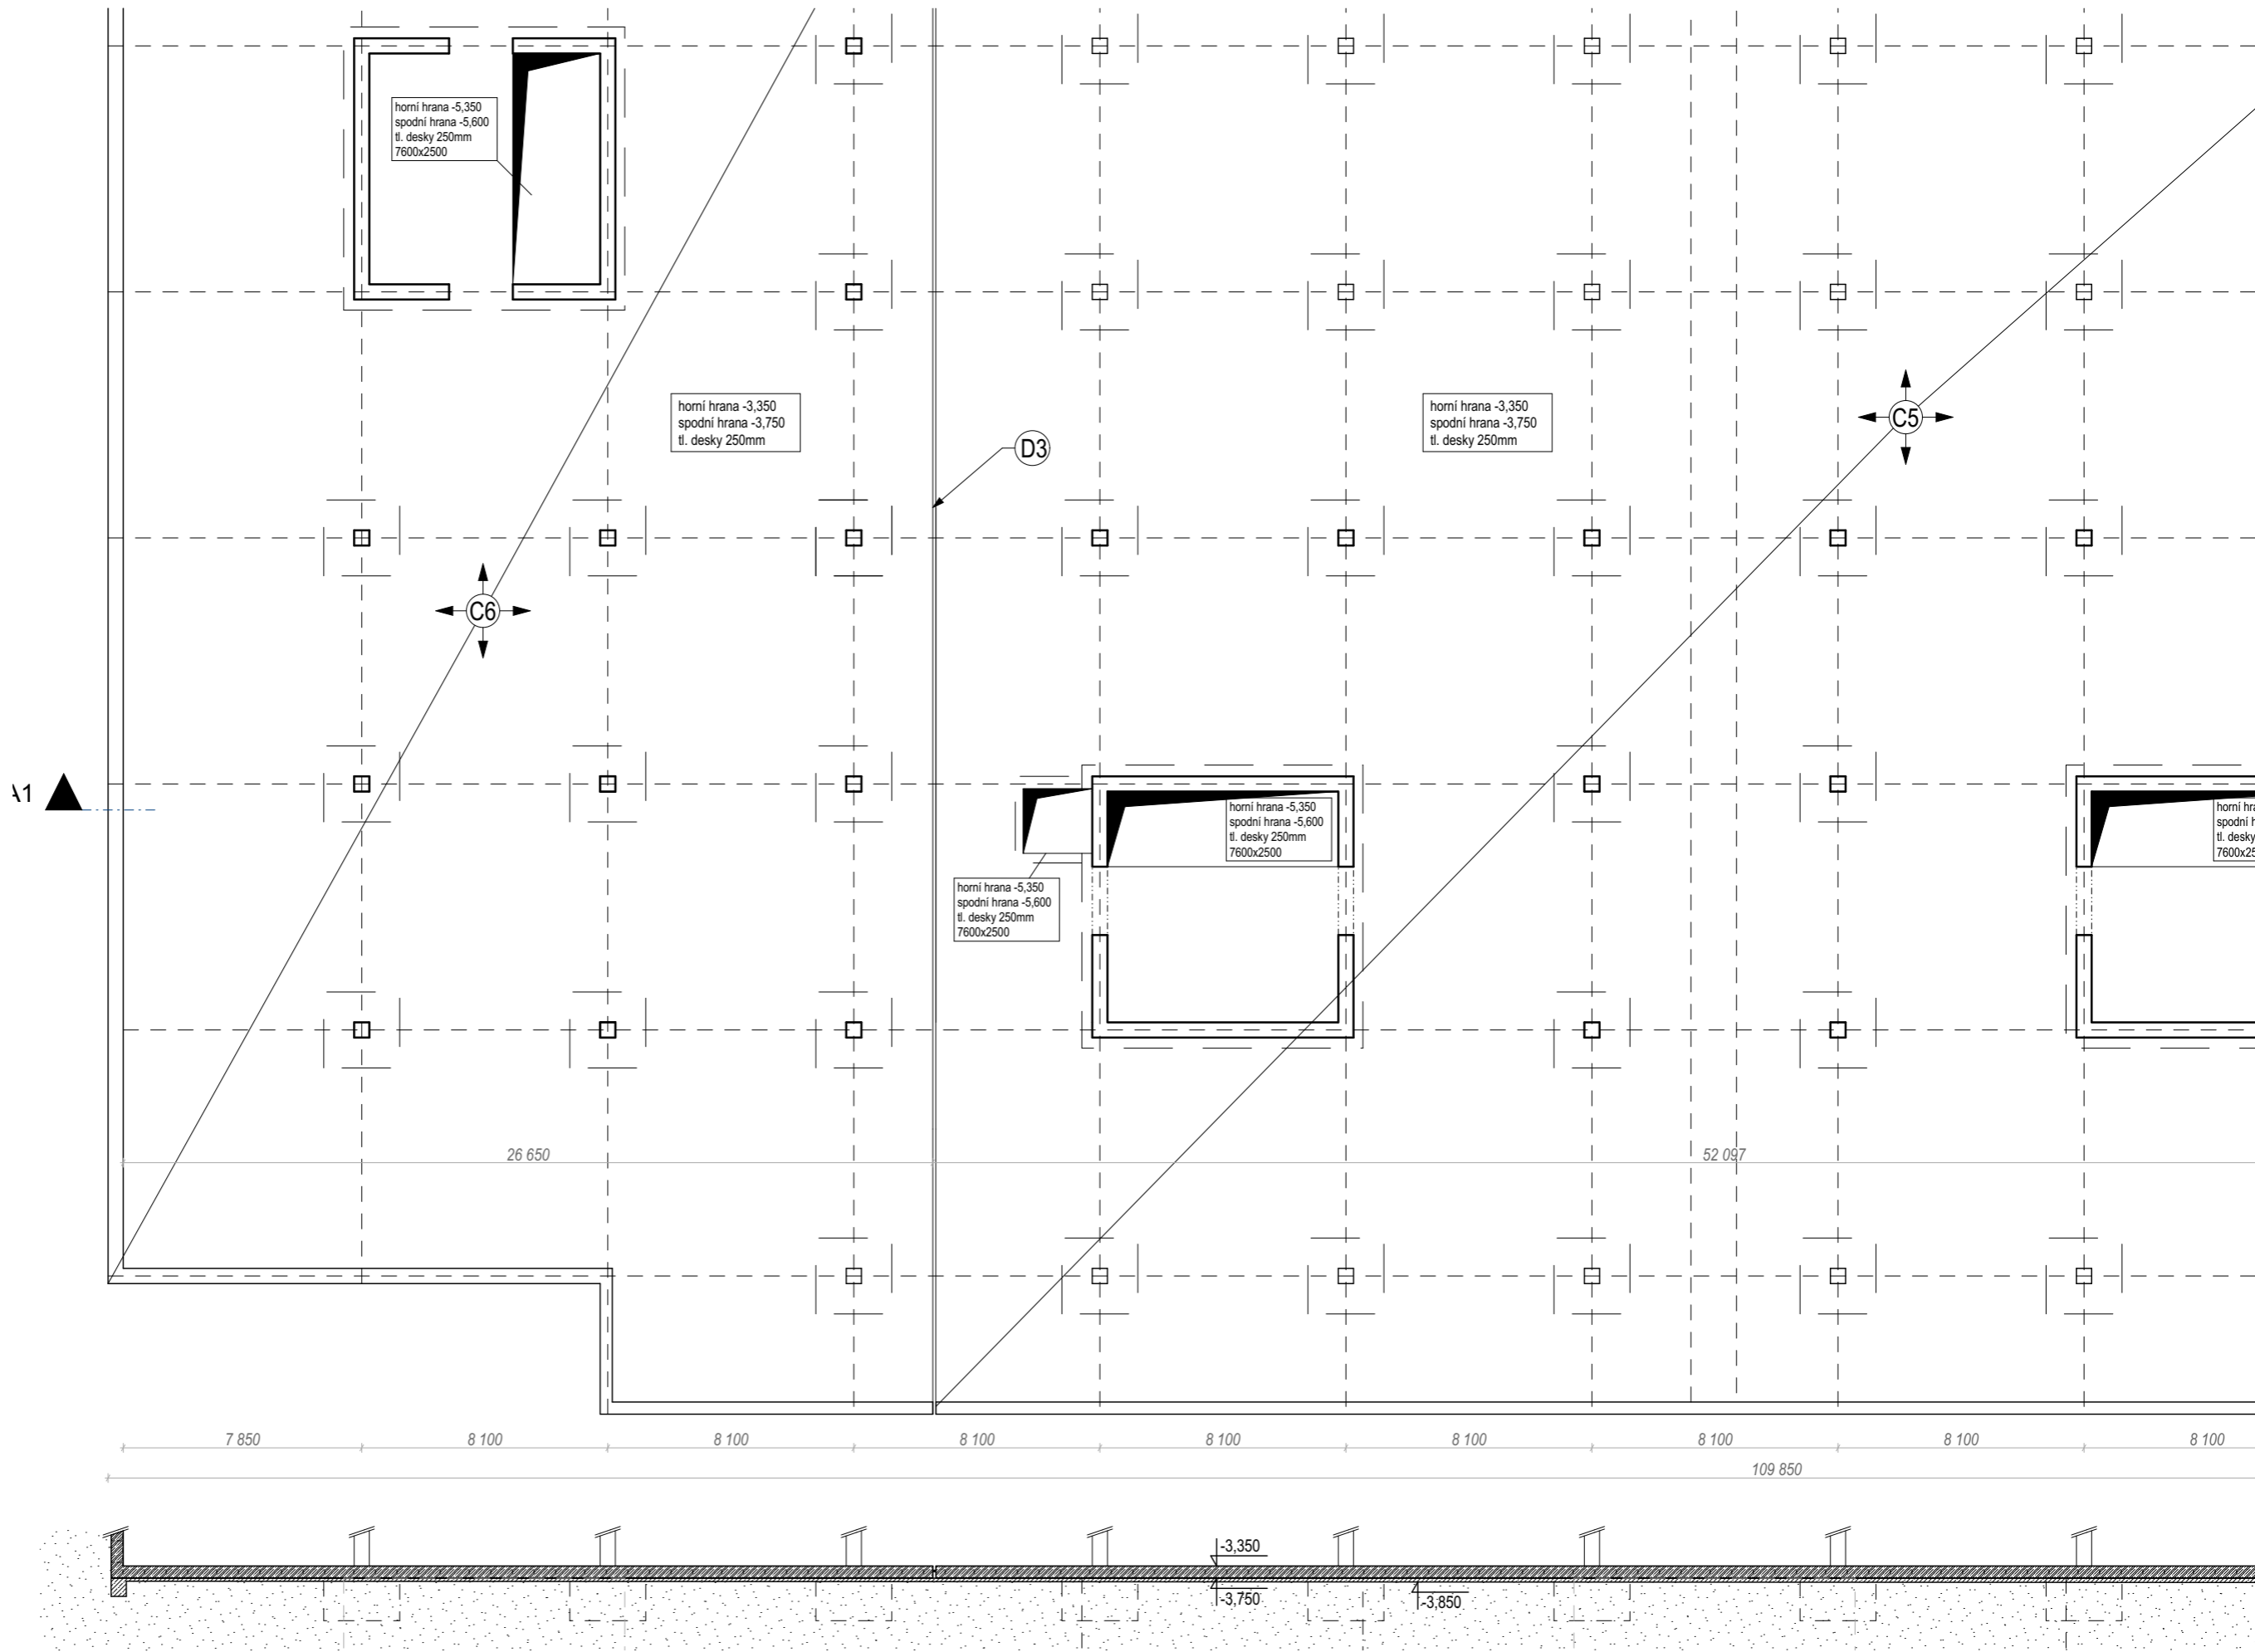 horní hrana -5,350
spodní hrana -5,600
tl. desky 250mm
7600x2500
horní hrana -3,350
spodní hrana -3,750
tl. desky 250mm
horní hrana -3,350
spodní hrana -3,750
tl. desky 250mm
C5
D3
C6
A1
horní hrana -5,350
spodní hrana -5,600
tl. desky 250mm
7600x2500
horní
spodní
tl. desky
horní hrana -5,350
spodní hrana -5,600
tl. desky 250mm
7600x2500
26 650
52 097
7 850
8 100
8 100
8 100
8 100
8 100
8 100
8 100
8 100
109 850
-3,350
-3,750
-3,850